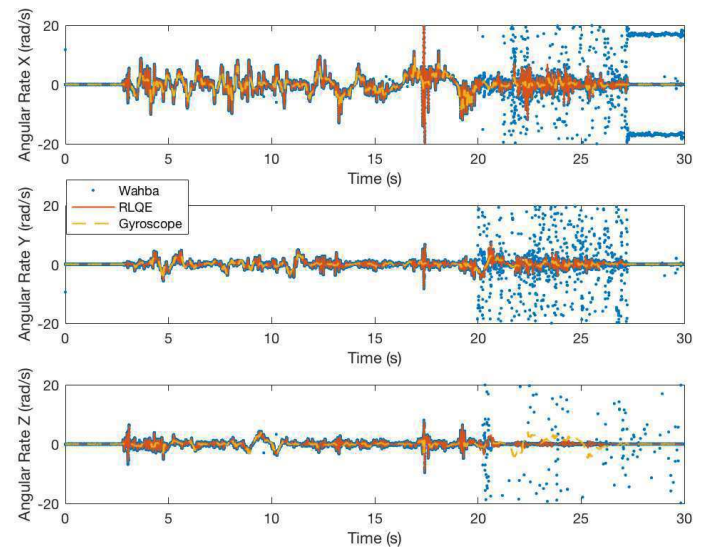 20
0
-20
Angular Rate X (rad/s)
0 5 10 15 20 25 30
Time (s)
Wahba
RLQE
Gyroscope
20
0
-20
Angular Rate Y (rad/s)
0 5 10 15 20 25 30
Time (s)
20
0
-20
Angular Rate Z (rad/s)
0 5 10 15 20 25 30
Time (s)